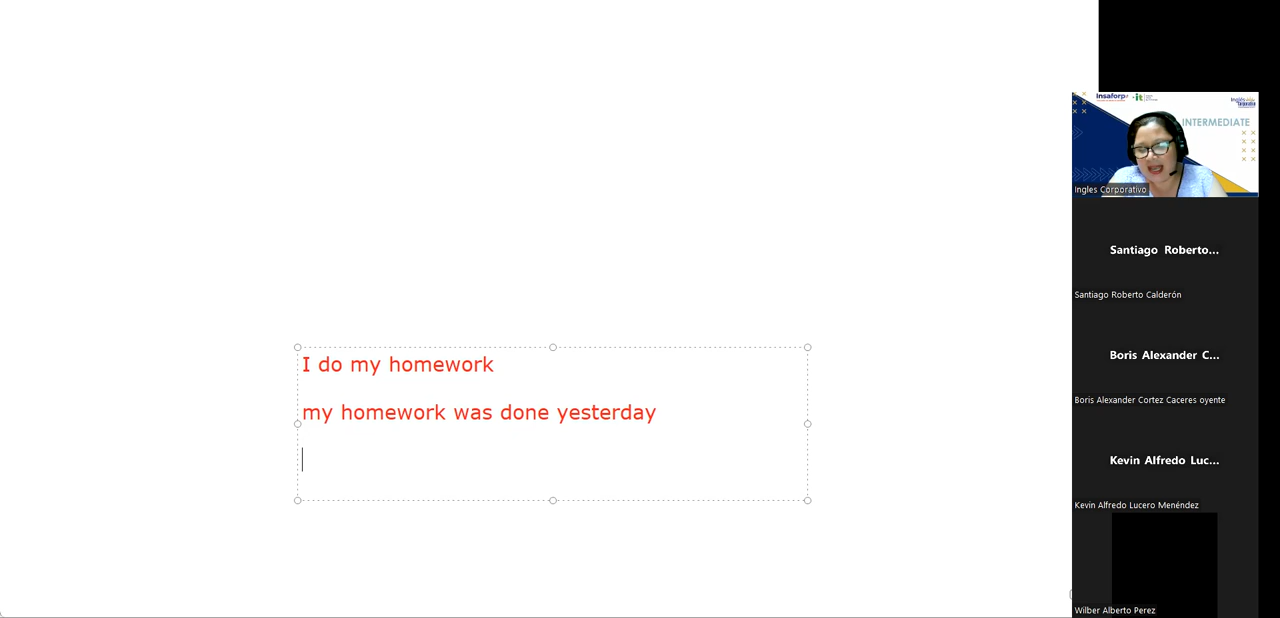 I do my homework
my homework was done yesterday
Insaforp
INTERMEDIATE
Ingles Corporativo
Santiago Roberto...
Santiago Roberto Calderón
Boris Alexander C...
Boris Alexander Cortez Caceres oyente
Kevin Alfredo Luc...
Kevin Alfredo Lucero Menéndez
Wilber Alberto Perez